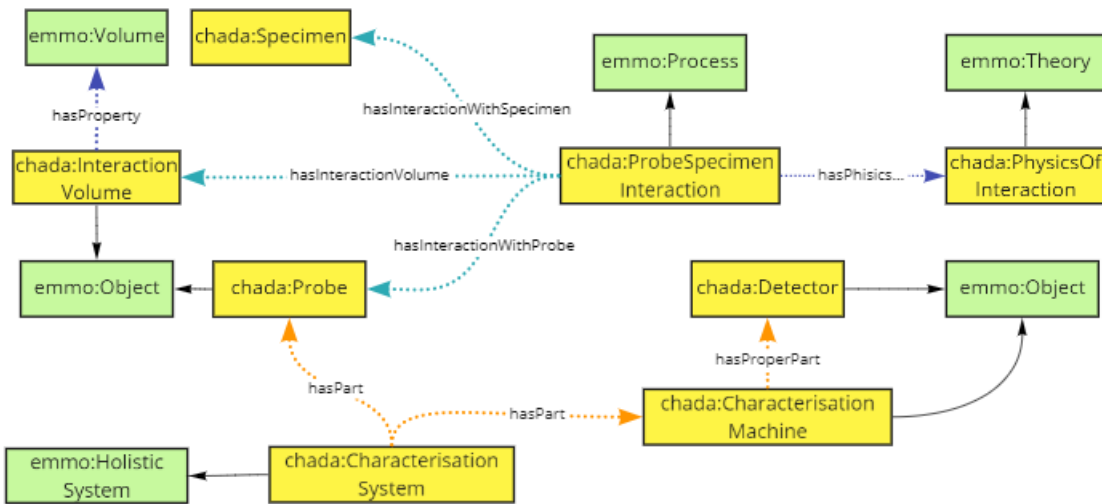 emmo:Volume
chada:Specimen
emmo:Process
emmo:Theory
hasProperty
hasInteractionWithSpecimen
chada:Interaction
Volume
hasInteractionVolume
chada:ProbeSpecimen
Interaction
hasPhisics...
chada:PhysicsOf
Interaction
hasInteractionWithProbe
emmo:Object
chada:Probe
chada:Detector
emmo:Object
hasProperPart
hasPart
hasPart
chada:Characterisation
Machine
emmo:Holistic
System
chada:Characterisation
System